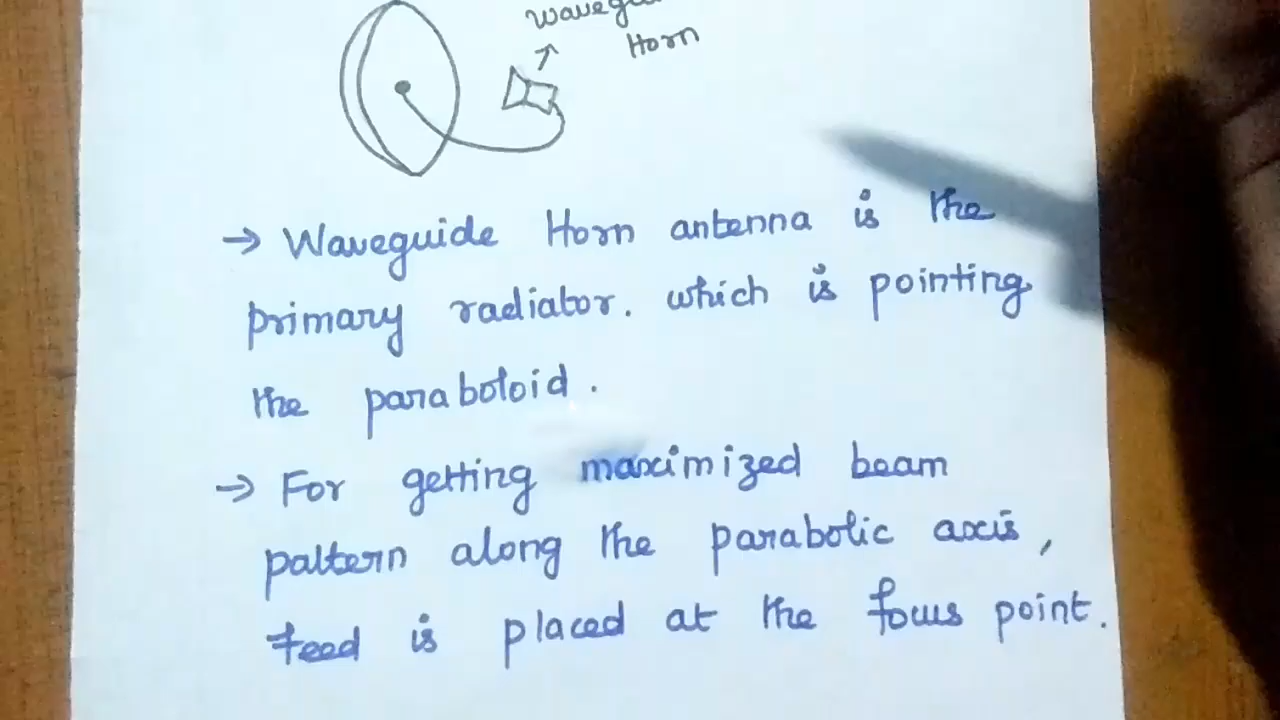 Horn
→ Waveguide Horn antenna is the
primary radiator. which is pointing
the paraboloid.
→ For getting maximized beam
pattern along the parabolic axis,
feed is placed at the focus point.